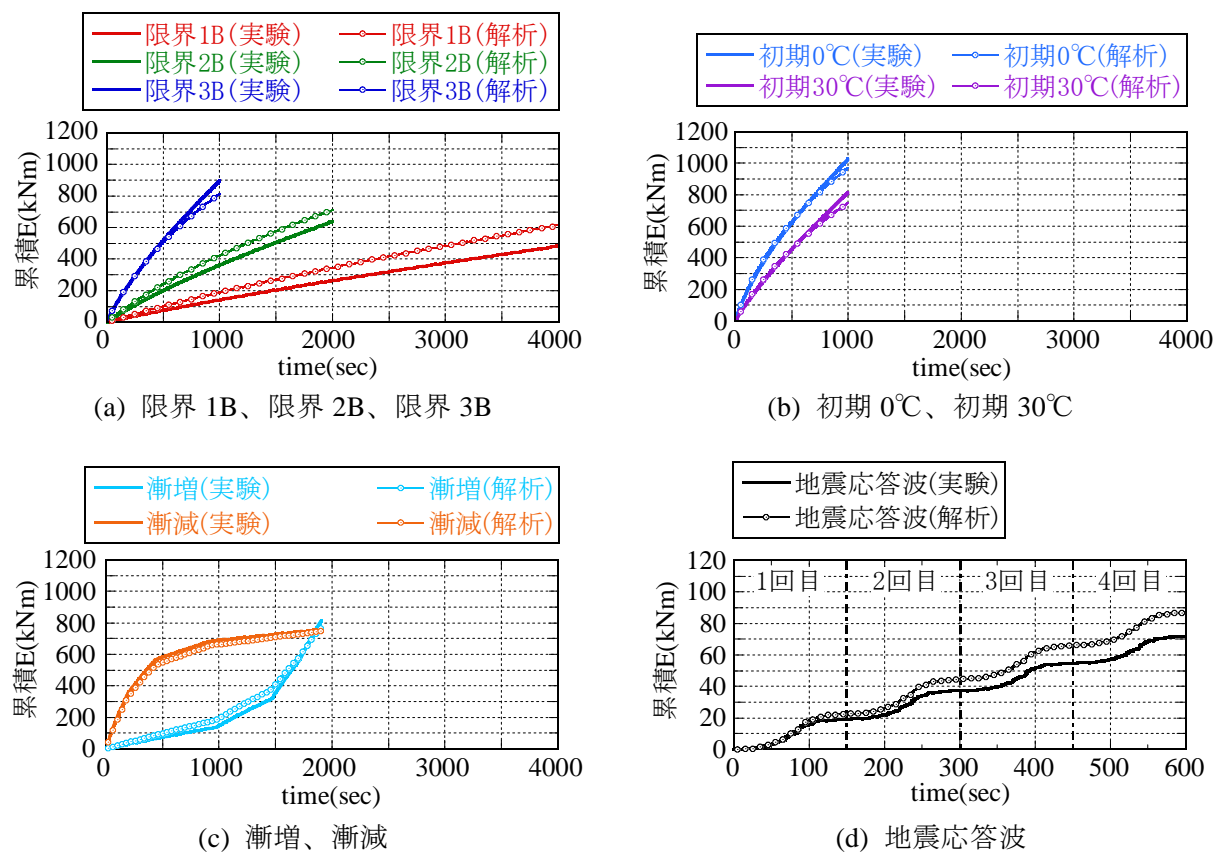 限界1B(実験) 限界1B(解析)
限界2B(実験) 限界2B(解析)
限界3B(実験) 限界3B(解析)
累積E(kNm)
1200
1000
800
600
400
200
0
0 1000 2000 3000 4000
time(sec)
(a) 限界 1B、限界 2B、限界 3B
初期0℃(実験) 初期0℃(解析)
初期30℃(実験) 初期30℃(解析)
累積E(kNm)
1200
1000
800
600
400
200
0
0 1000 2000 3000 4000
time(sec)
(b) 初期 0℃、初期 30℃
漸増(実験) 漸増(解析)
漸減(実験) 漸減(解析)
累積E(kNm)
1200
1000
800
600
400
200
0
0 1000 2000 3000 4000
time(sec)
(c) 漸増、漸減
地震応答波(実験)
地震応答波(解析)
累積E(kNm)
120
100
80
60
40
20
0
1回目 2回目 3回目 4回目
0 100 200 300 400 500 600
time(sec)
(d) 地震応答波